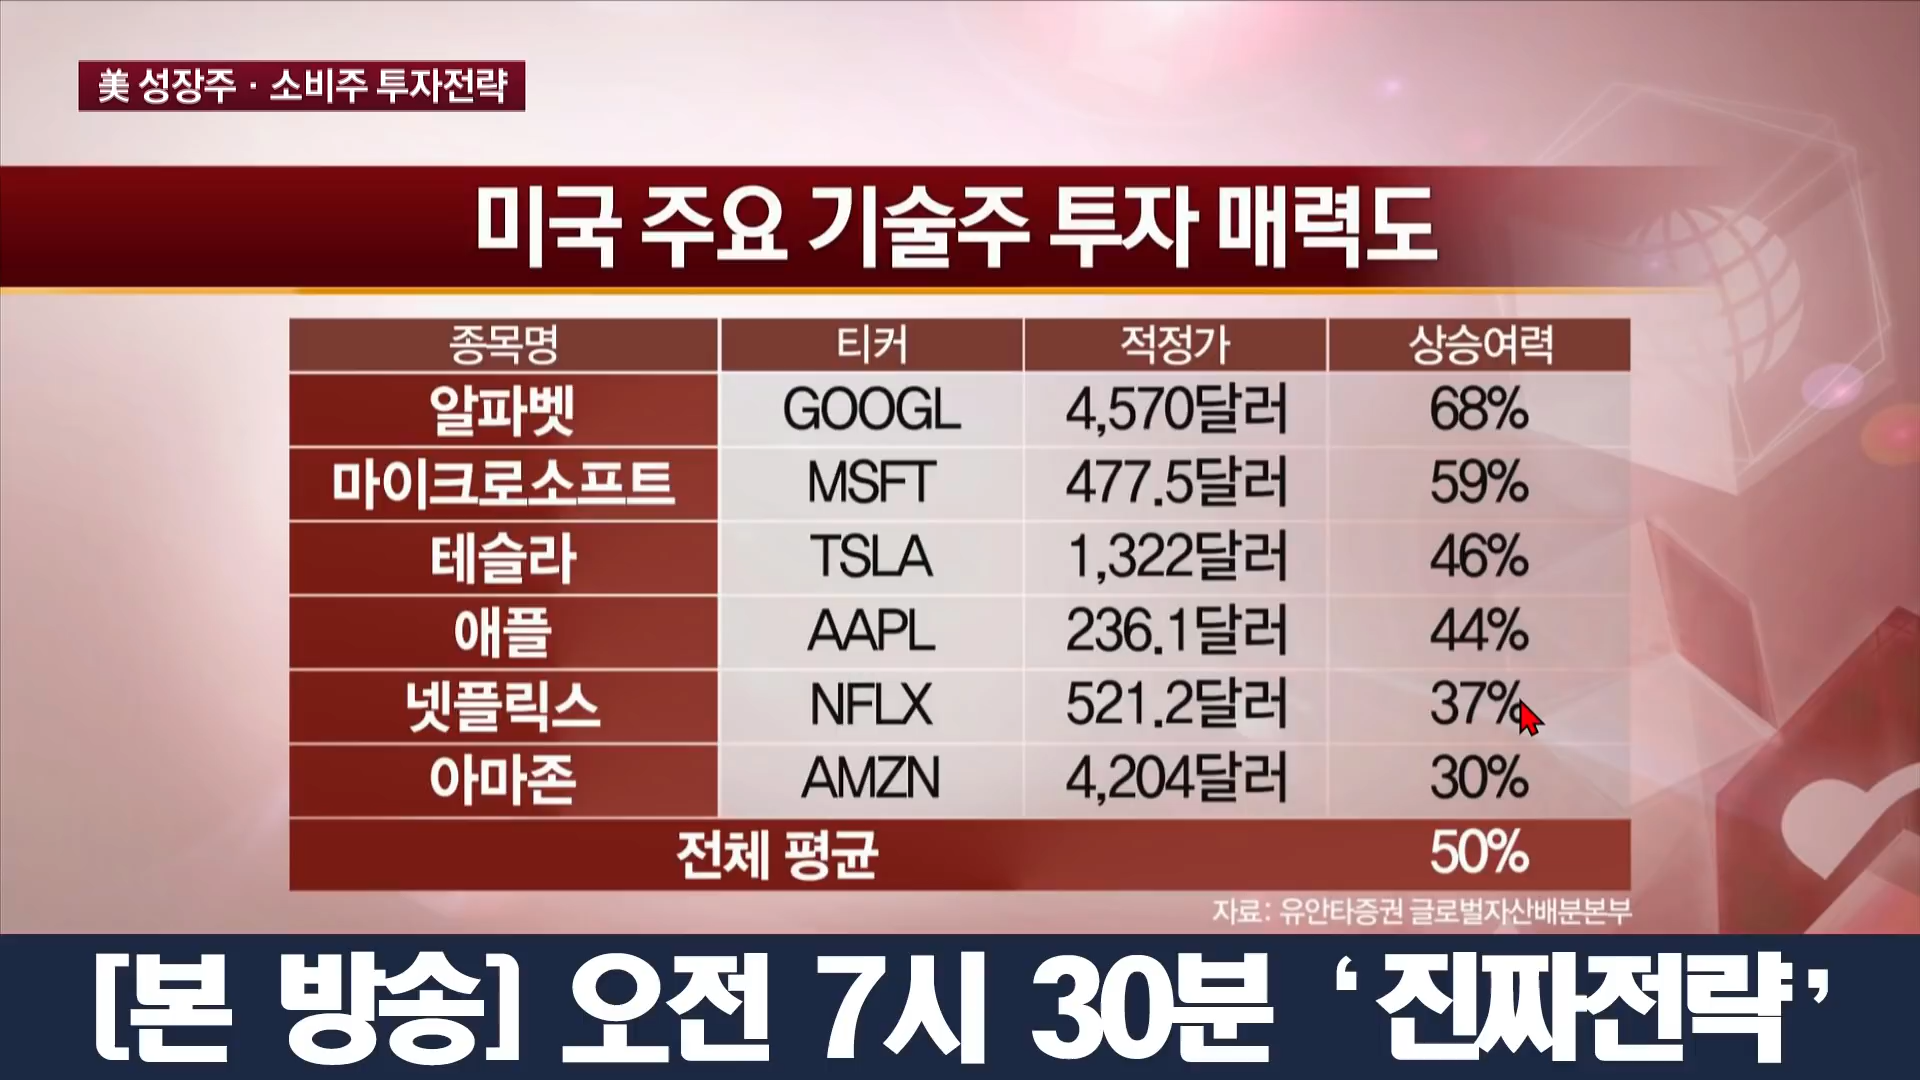 美 성장주 · 소비주 투자전략
미국 주요 기술주 투자 매력도
종목명 티커 적정가 상승여력
알파벳 GOOGL 4,570달러 68%
마이크로소프트 MSFT 477.5달러 59%
테슬라 TSLA 1,322달러 46%
애플 AAPL 236.1달러 44%
넷플릭스 NFLX 521.2달러 37%
아마존 AMZN 4,204달러 30%
전체 평균 50%
자료: 유안타증권 글로벌자산배분본부
[본 방송] 오전 7시 30분 ‘진짜전략’